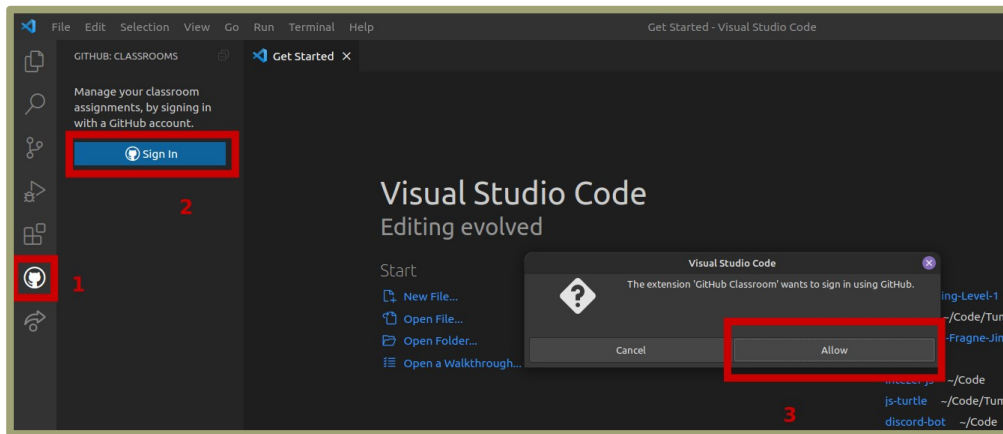 File Edit Selection View Go Run Terminal Help
Get Started - Visual Studio Code
GITHUB: CLASSROOMS
Get Started
Manage your classroom
assignments, by signing in
with a GitHub account.
Sign In
2
1
Visual Studio Code
Editing evolved
Start
New File...
Open File...
Open Folder...
Open a Walkthrough...
Visual Studio Code
The extension 'GitHub Classroom' wants to sign in using GitHub.
Cancel
Allow
3
ing-Level-1
~/Code/Tum
-Fragne-Jin
~/Code
js-turtle ~/Code/Tum
discord-bot ~/Code